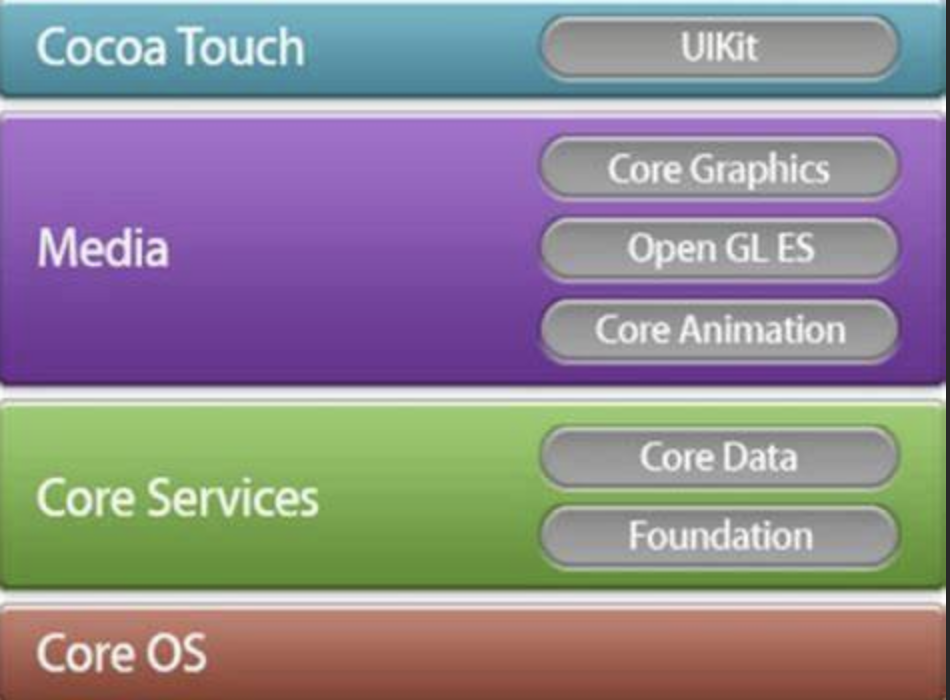 Cocoa Touch
UIKit
Media
Core Graphics
Open GL ES
Core Animation
Core Services
Core Data
Foundation
Core OS